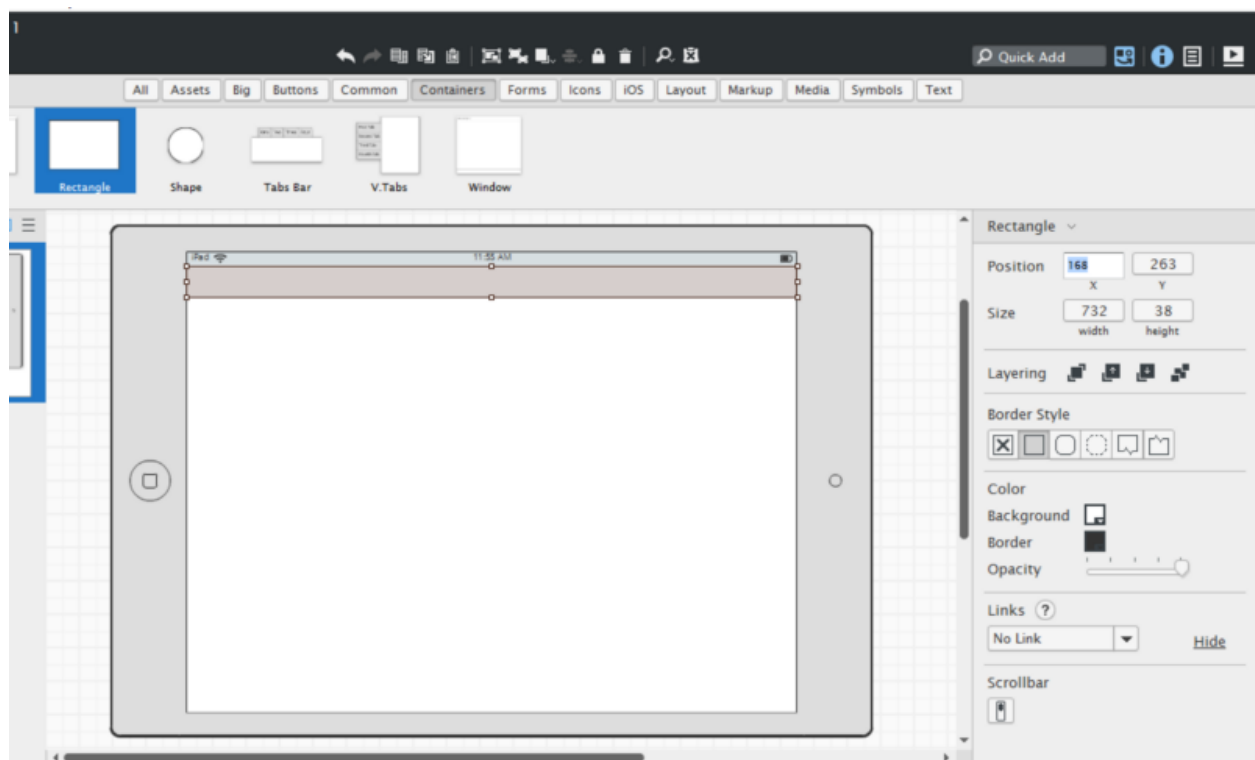 1
Quick Add
All Assets Big Buttons Common Containers Forms Icons iOS Layout Markup Media Symbols Text
Rectangle Shape Tabs Bar V.Tabs Window
Rectangle
iPad 11:55 AM
Position 168 263
X Y
Size 732 38
width height
Layering
Border Style
Color
Background
Border
Opacity
Links ?
No Link Hide
Scrollbar